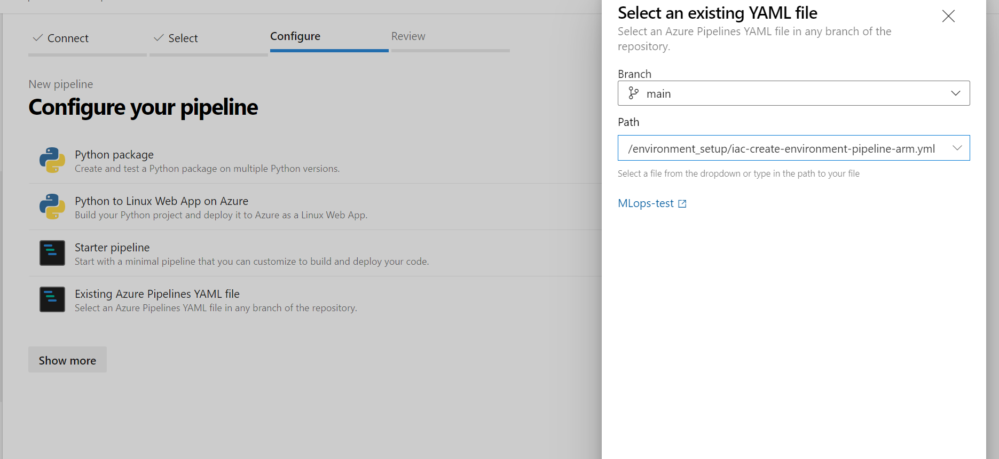 Connect
Select
Configure
Review
New pipeline
Configure your pipeline
Python package
Create and test a Python package on multiple Python versions.
Python to Linux Web App on Azure
Build your Python project and deploy it to Azure as a Linux Web App.
Starter pipeline
Start with a minimal pipeline that you can customize to build and deploy your code.
Existing Azure Pipelines YAML file
Select an Azure Pipelines YAML file in any branch of the repository.
Show more
Select an existing YAML file
Select an Azure Pipelines YAML file in any branch of the
repository.
Branch
main
Path
/environment_setup/iac-create-environment-pipeline-arm.yml
Select a file from the dropdown or type in the path to your file
MLops-test